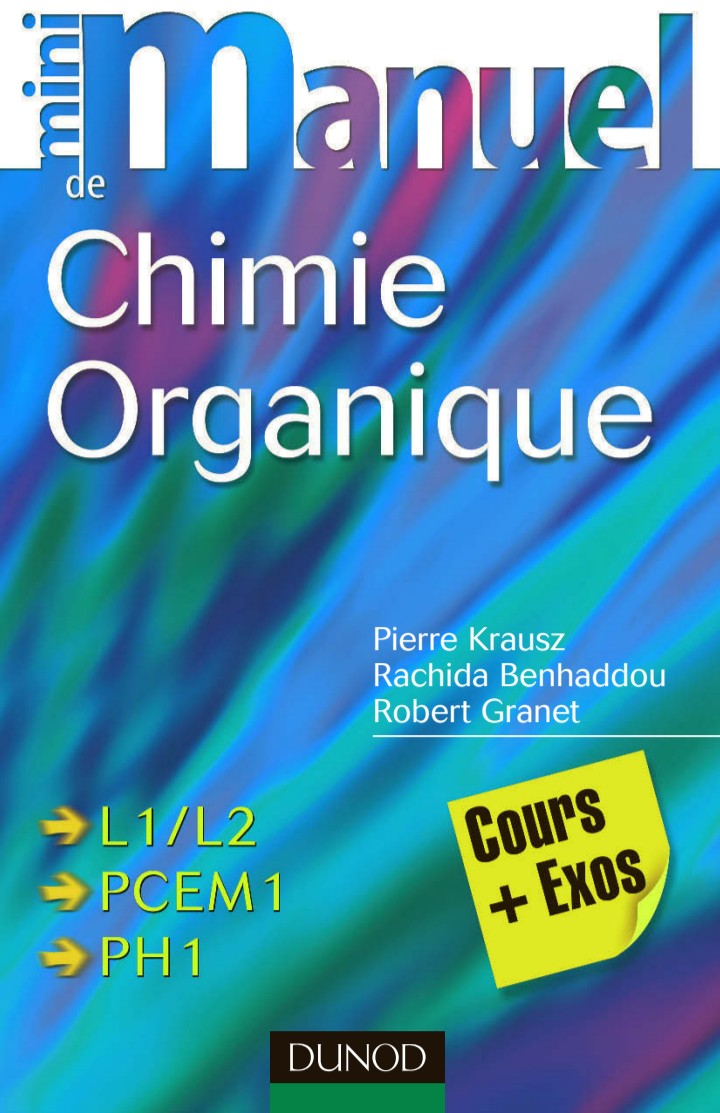 mini manuel
de
Chimie
Organique
Pierre Krausz
Rachida Benhaddou
Robert Granet
L1/L2
PCEM1
PH1
Cours
+ Exos
DUNOD